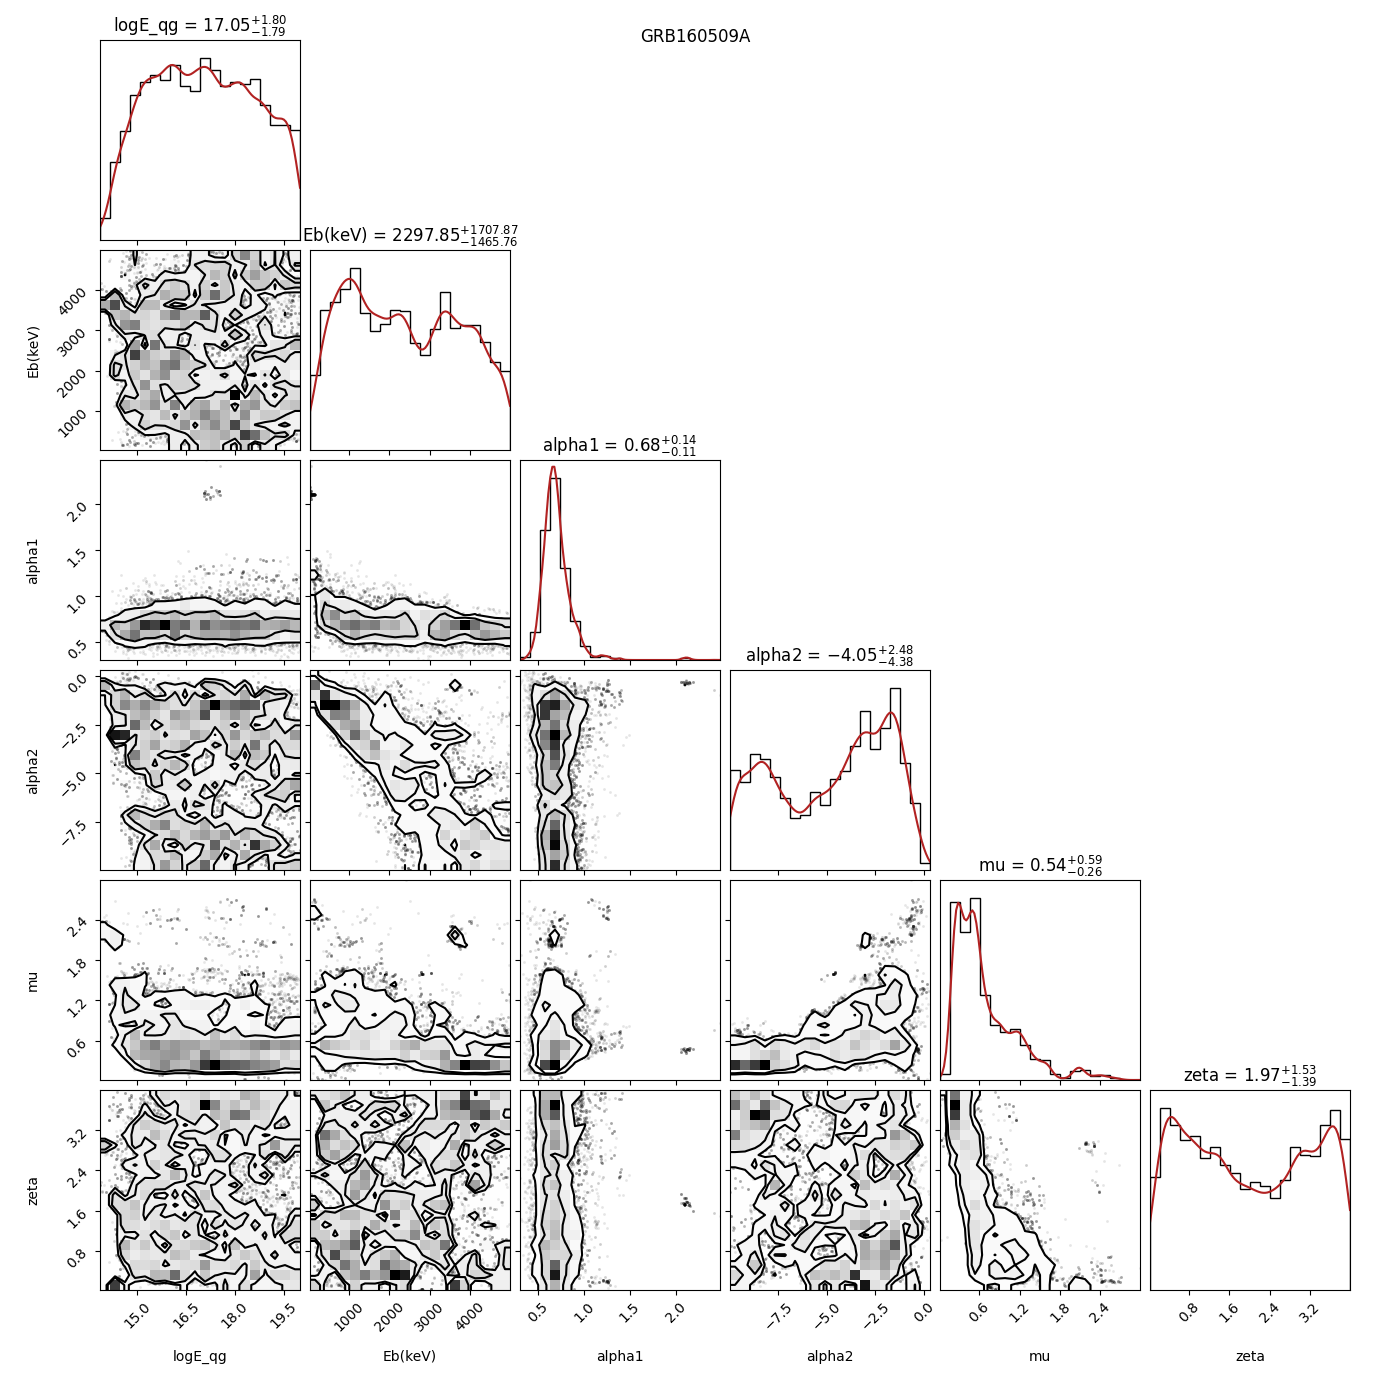 GRB160509A
logE_qg = 17.05+1.80 −1.79
Eb(keV) = 2297.85+1707.87 −1465.76
alpha1 = 0.68+0.14 −0.11
alpha2 = −4.05+2.48 −4.38
mu = 0.54+0.59 −0.26
zeta = 1.97+1.53 −1.39
Eb(keV)
4000
3000
2000
1000
alpha1
2.0
1.5
1.0
0.5
alpha2
0.0
−2.5
−5.0
−7.5
mu
2.4
1.8
1.2
0.6
zeta
3.2
2.4
1.6
0.8
15.0 16.5 18.0 19.5
1000 2000 3000 4000
0.5 1.0 1.5 2.0
−7.5 −5.0 −2.5 0.0
0.6 1.2 1.8 2.4
0.8 1.6 2.4 3.2
logE_qg
Eb(keV)
alpha1
alpha2
mu
zeta